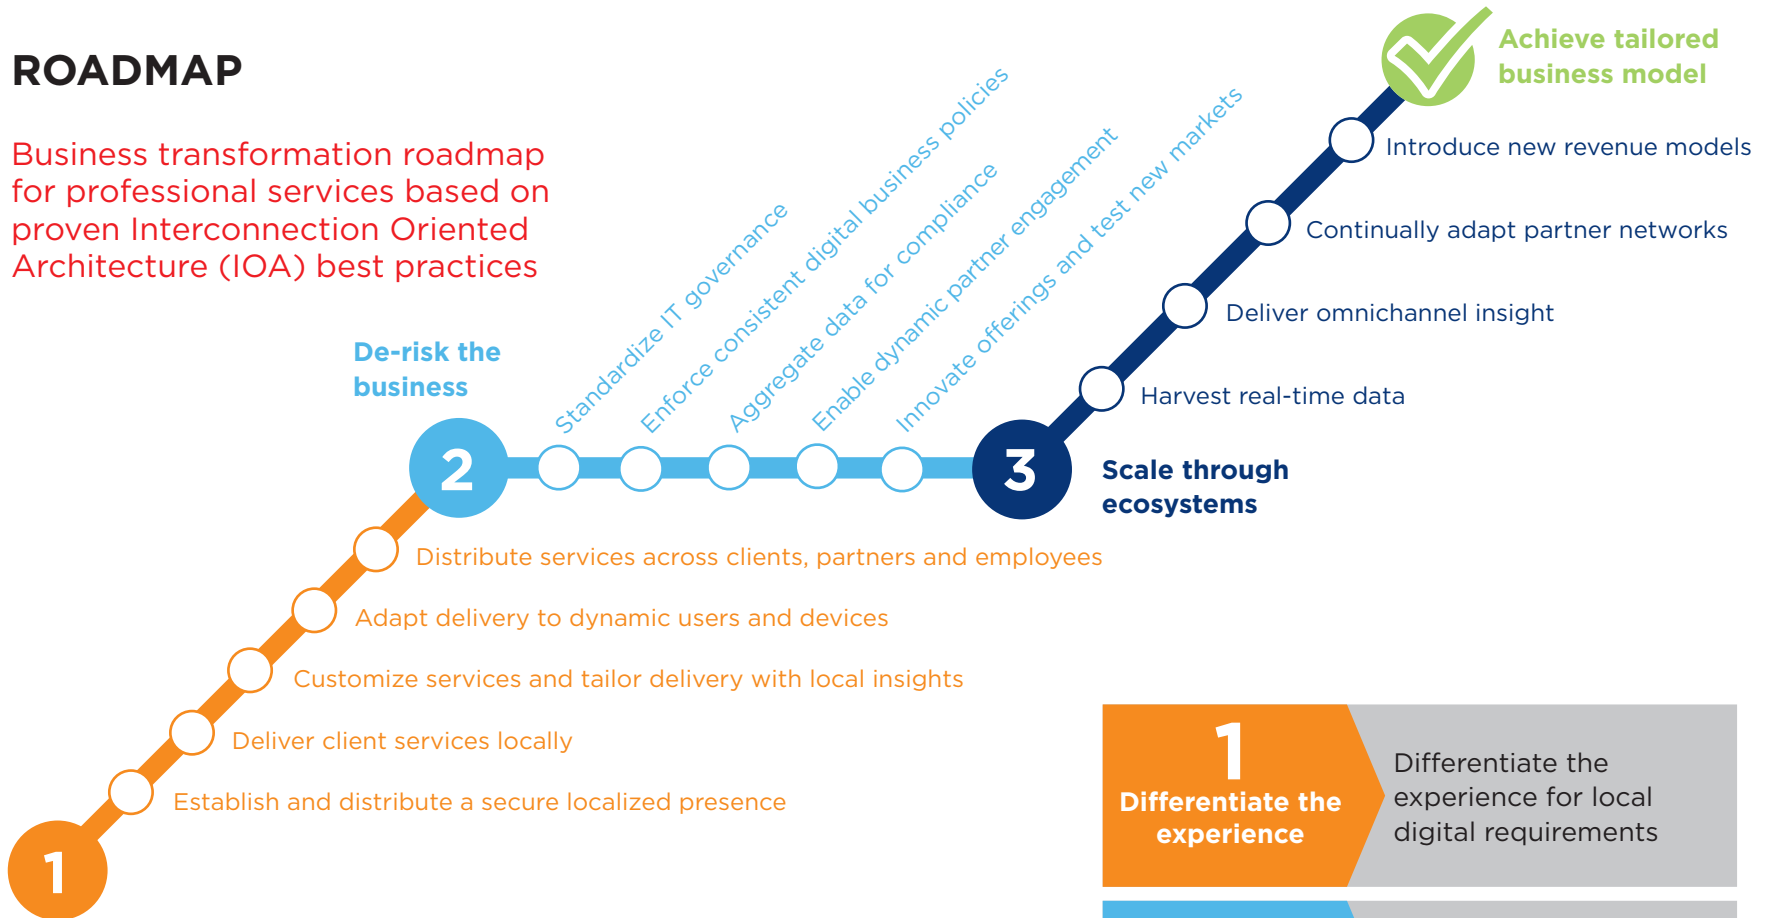 ROADMAP
Business transformation roadmap
for professional services based on
proven Interconnection Oriented
Architecture (IOA) best practices
Achieve tailored
business model
Introduce new revenue models
Continually adapt partner networks
Deliver omnichannel insight
Harvest real-time data
3
Scale through
ecosystems
Standardize IT governance
Enforce consistent digital business policies
Aggregate data for compliance
Enable dynamic partner engagement
Innovate offerings and test new markets
De-risk the
business
2
Distribute services across clients, partners and employees
Adapt delivery to dynamic users and devices
Customize services and tailor delivery with local insights
Deliver client services locally
Establish and distribute a secure localized presence
1
1
Differentiate the
experience
Differentiate the
experience for local
digital requirements